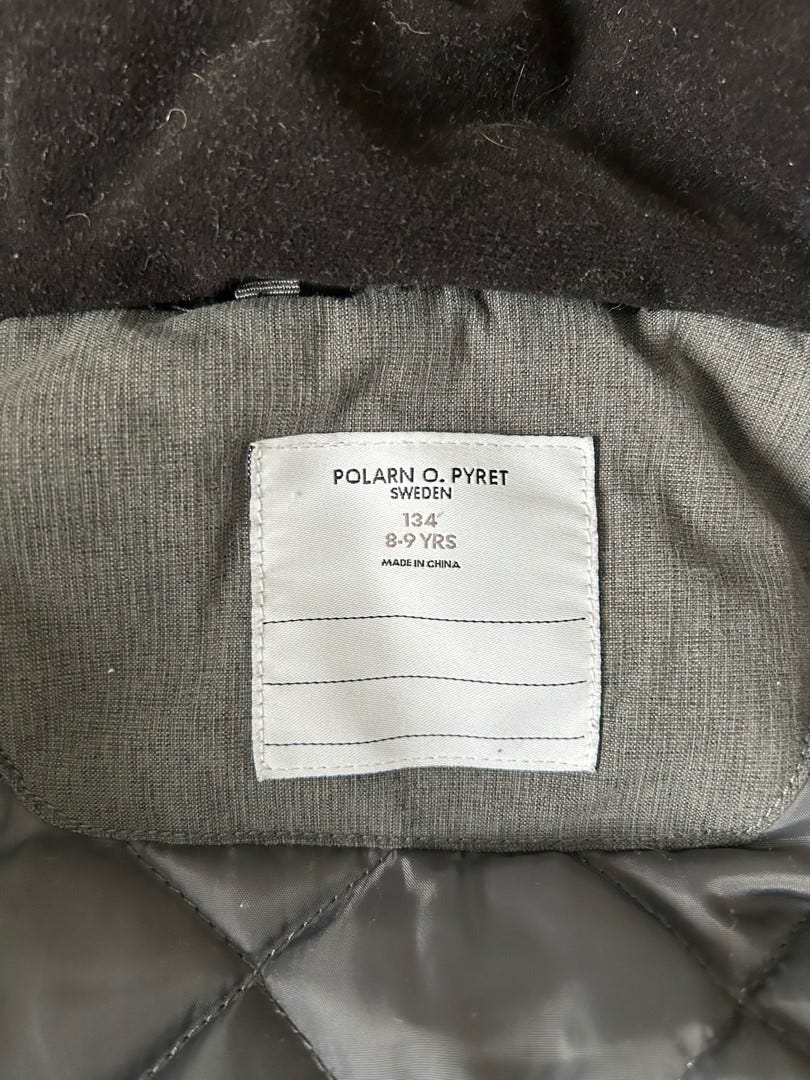 POLARN O. PYRET
SWEDEN
134
8-9 YRS
MADE IN CHINA